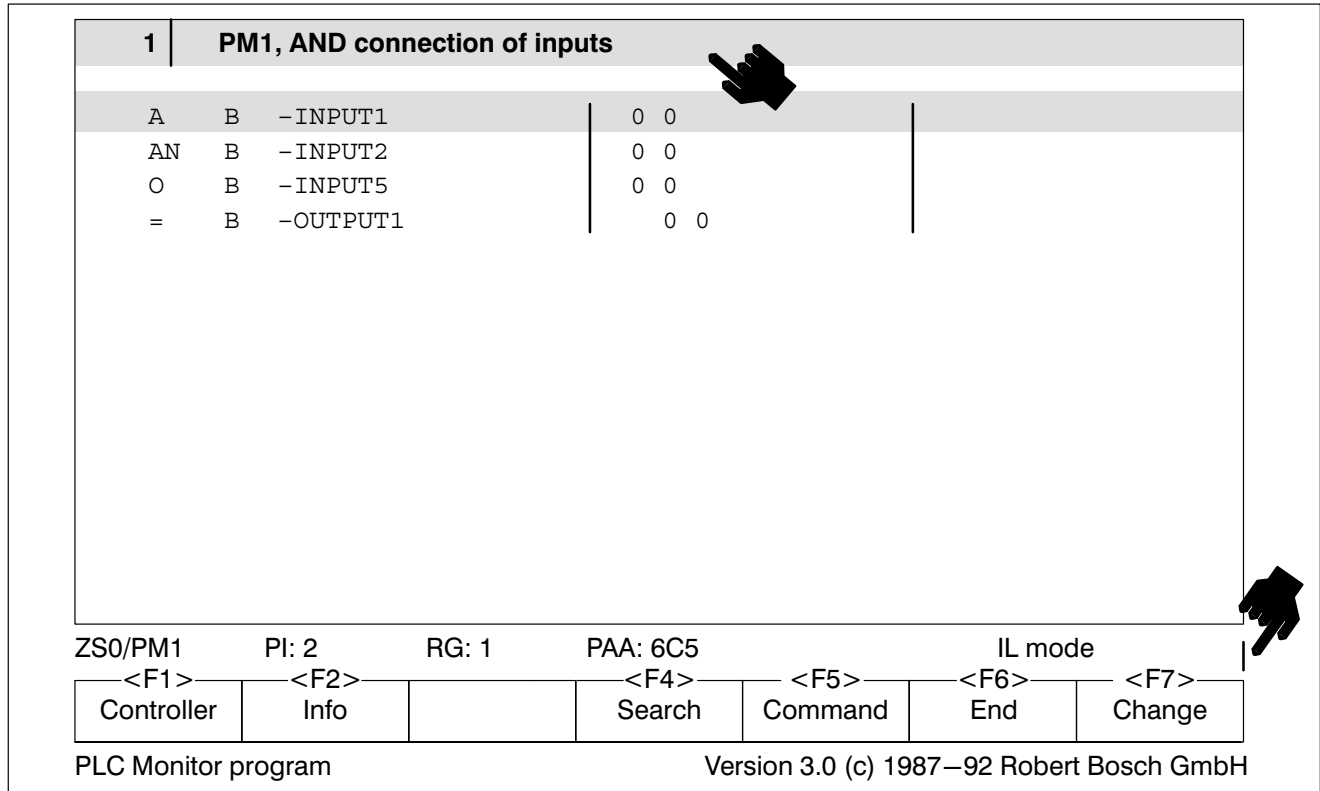 1 PM1, AND connection of inputs
A B –INPUT1 0 0
AN B –INPUT2 0 0
O B –INPUT5 0 0
= B –OUTPUT1 0 0
ZS0/PM1 PI: 2 RG: 1 PAA: 6C5 IL mode
<F1> <F2> <F4> <F5> <F6> <F7>
Controller Info Search Command End Change
PLC Monitor program Version 3.0 (c) 1987–92 Robert Bosch GmbH